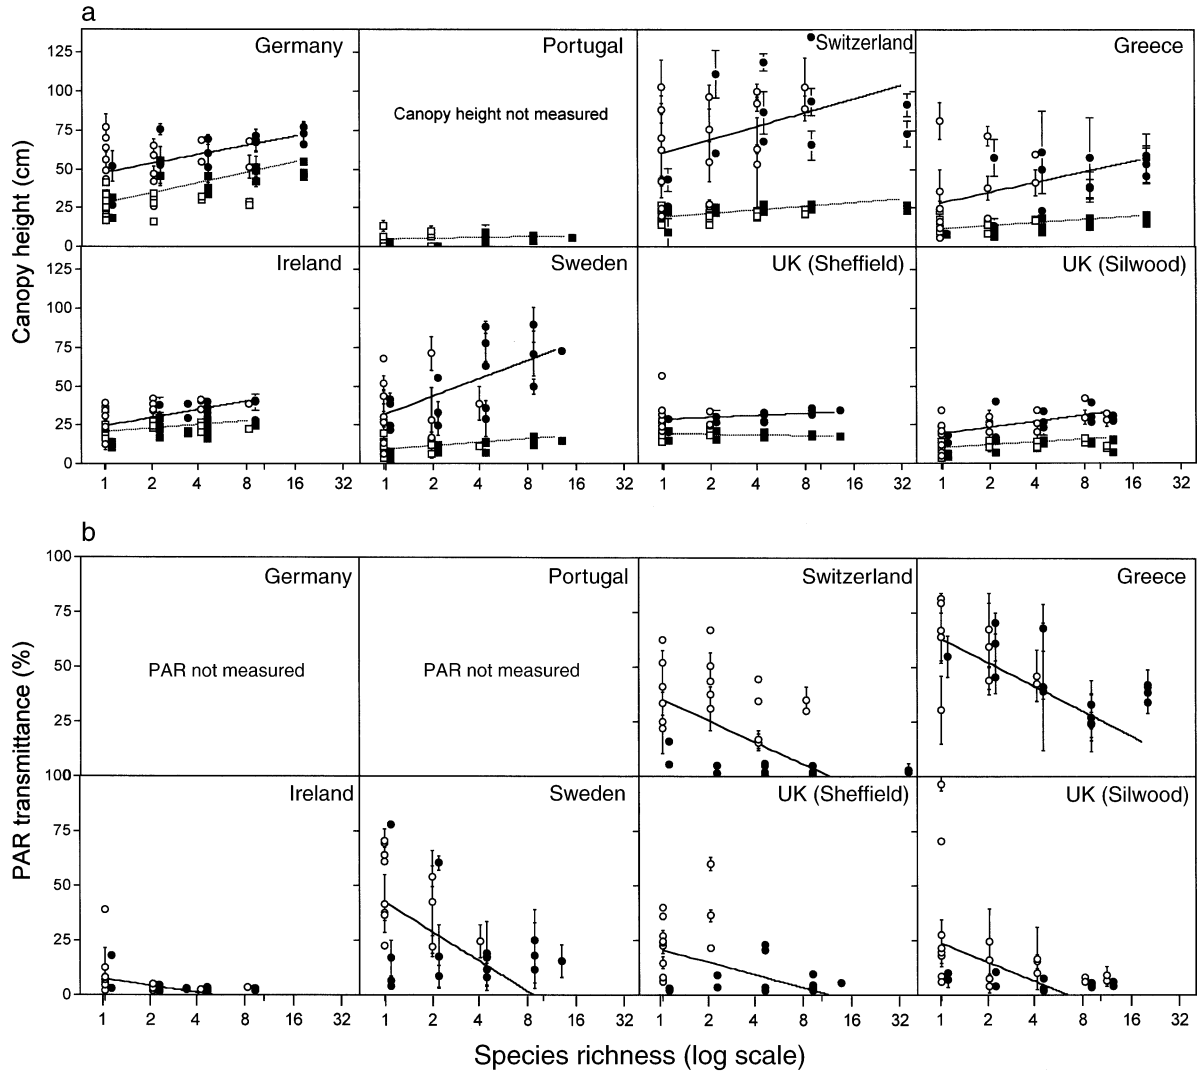 a
Germany Portugal Switzerland Greece
125
100
75
50
25
0
Canopy height not measured
Ireland Sweden UK (Sheffield) UK (Silwood)
125
100
75
50
25
0
Canopy height (cm)
1 2 4 8 16 32 1 2 4 8 16 32 1 2 4 8 16 32 1 2 4 8 16 32
b
100
Germany Portugal Switzerland Greece
75
50
25
PAR not measured PAR not measured
100
0
Ireland Sweden UK (Sheffield) UK (Silwood)
75
50
25
0
PAR transmittance (%)
1 2 4 8 16 32 1 2 4 8 16 32 1 2 4 8 16 32 1 2 4 8 16 32
Species richness (log scale)